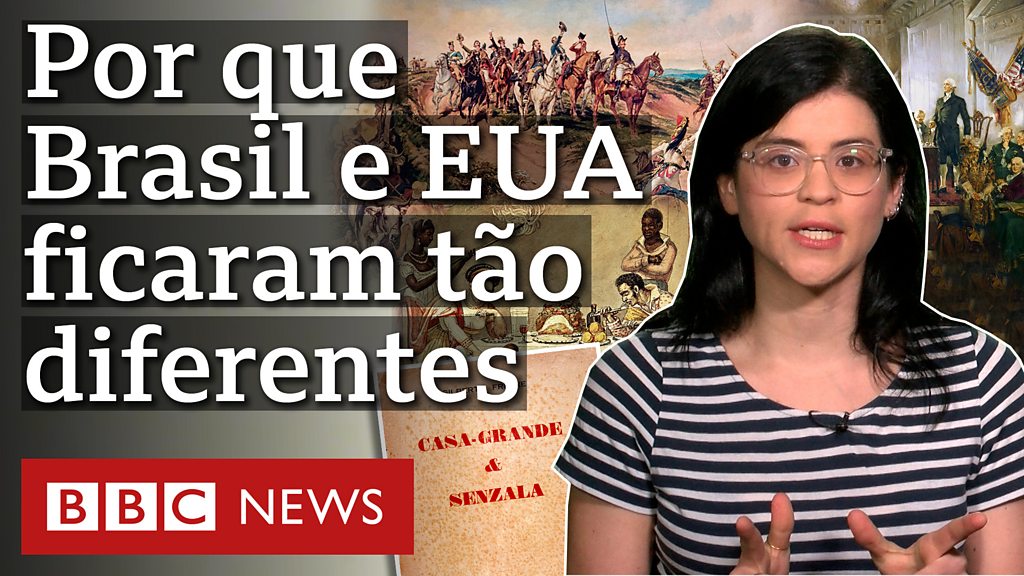 Por que
Brasil e EUA
ficaram tão
diferentes
CASA-GRANDE
&
SENZALA
BBC NEWS